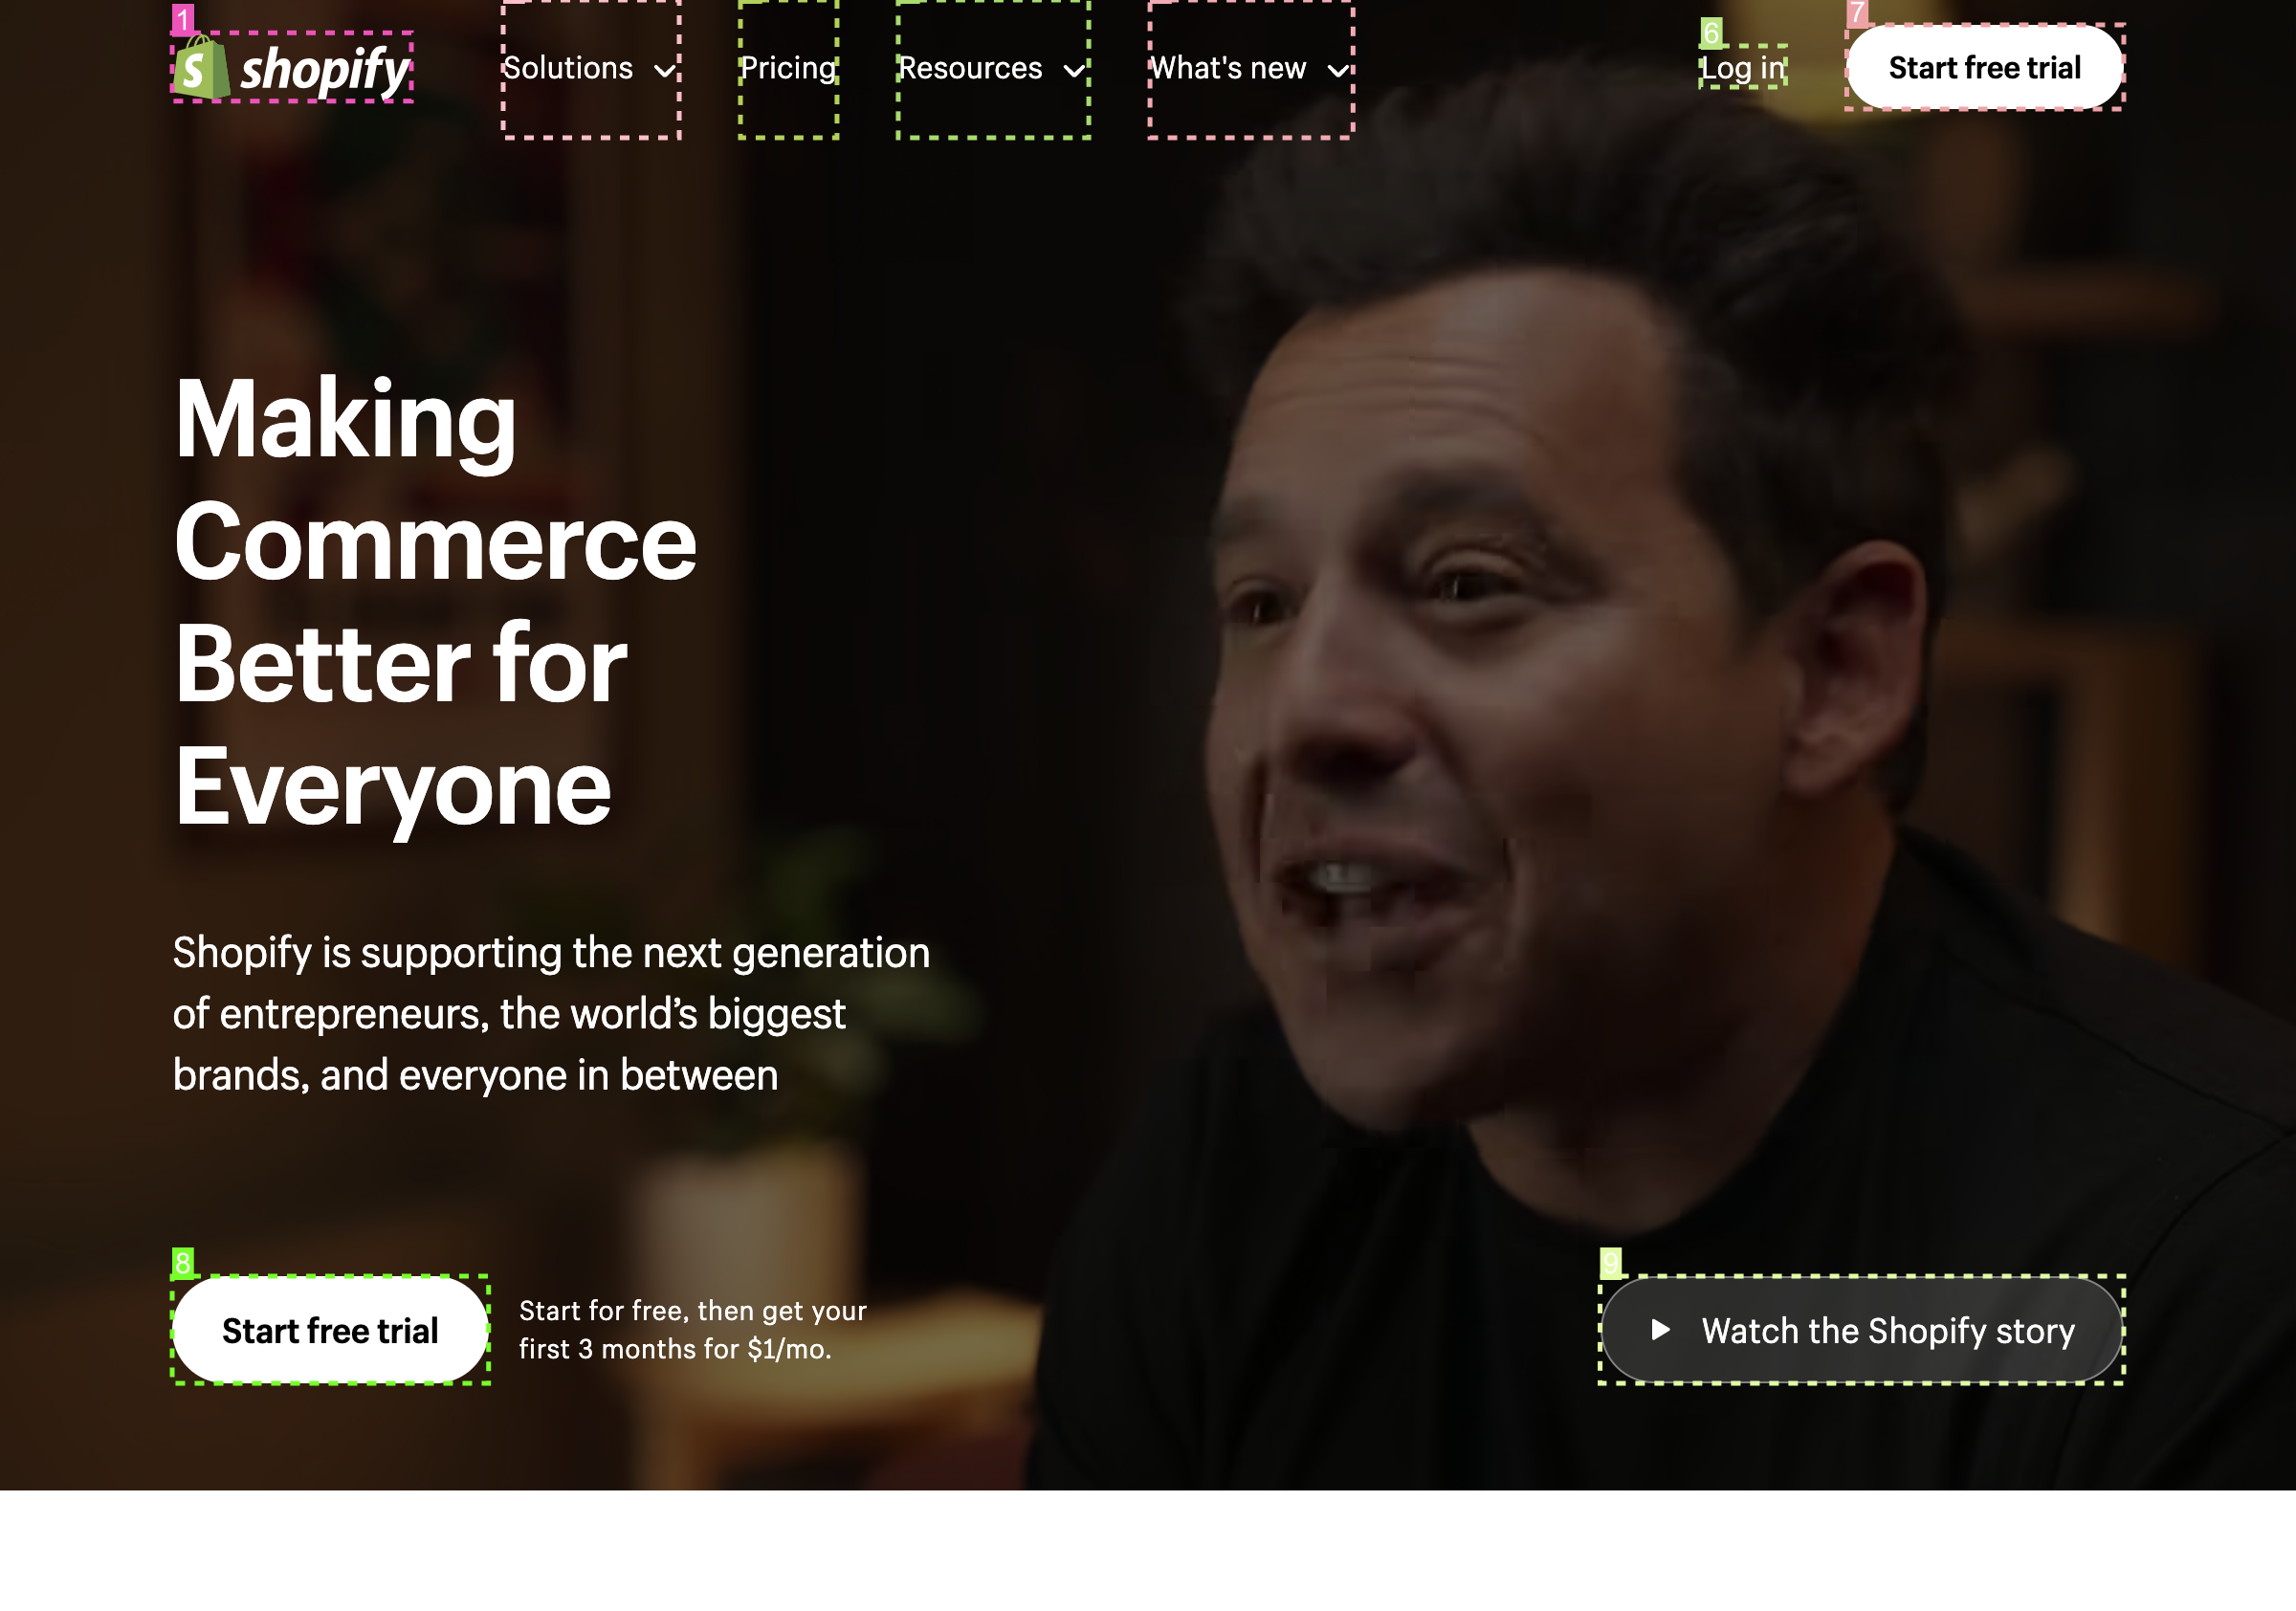 1
shopify
Solutions
Pricing
Resources
What's new
6
Log in
7
Start free trial
Making
Commerce
Better for
Everyone
Shopify is supporting the next generation
of entrepreneurs, the world’s biggest
brands, and everyone in between
8
Start free trial
Start for free, then get your
first 3 months for $1/mo.
9
Watch the Shopify story